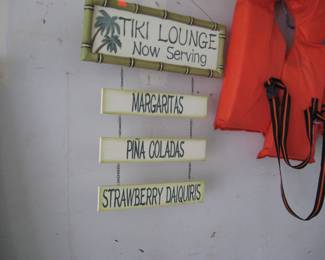 TIKI LOUNGE
NOW SERVING
MARGARITAS
PIÑA COLADAS
STRAWBERRY DAIQUIRIS